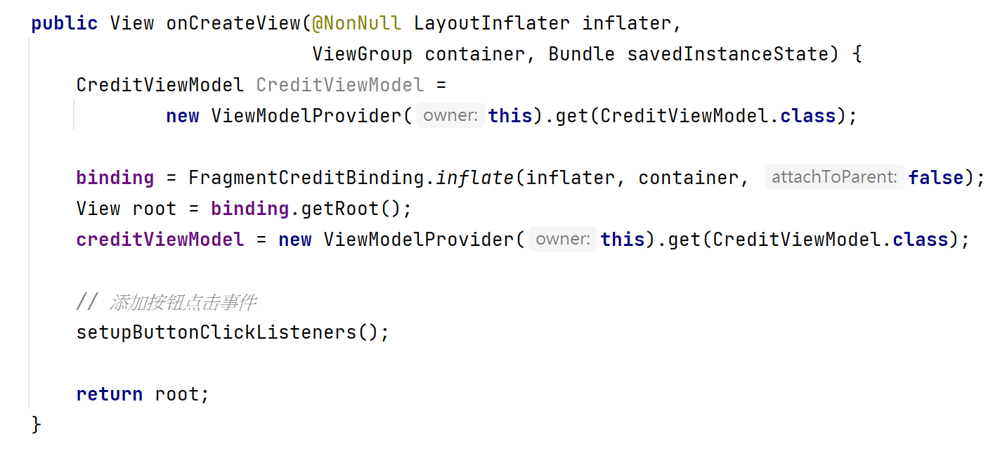 public View onCreateView(@NonNull LayoutInflater inflater,
ViewGroup container, Bundle savedInstanceState) {
CreditViewModel CreditViewModel =
new ViewModelProvider( owner: this).get(CreditViewModel.class);
binding = FragmentCreditBinding.inflate(inflater, container, attachToParent: false);
View root = binding.getRoot();
creditViewModel = new ViewModelProvider( owner: this).get(CreditViewModel.class);
// 添加按钮点击事件
setupButtonClickListeners();
return root;
}